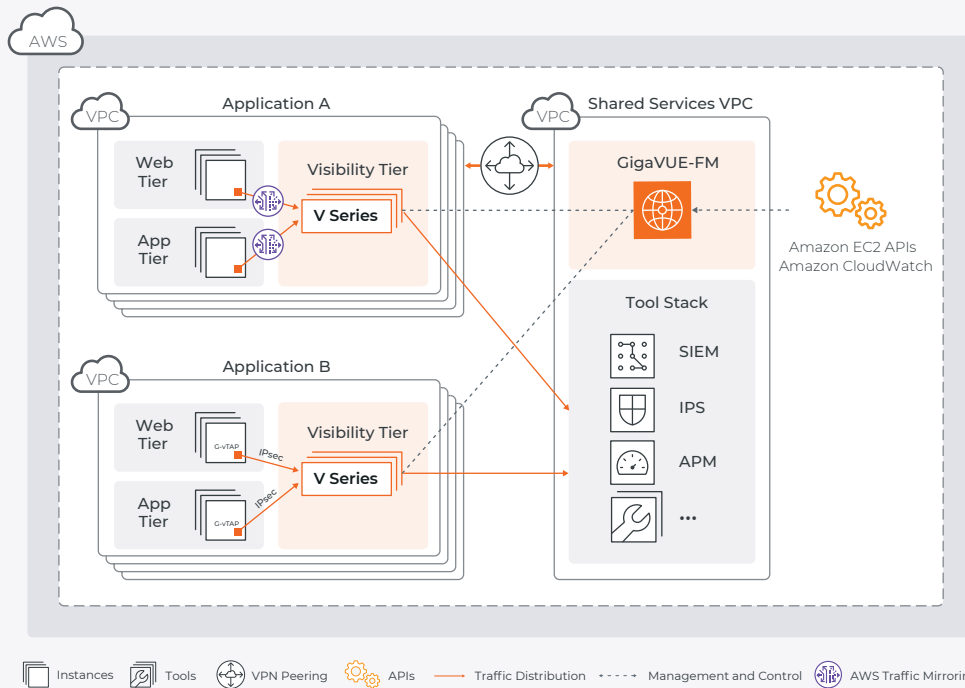 AWS
VPC
Application A
Web
Tier
App
Tier
Visibility Tier
V Series
VPC
Shared Services VPC
GigaVUE-FM
Amazon EC2 APIs
Amazon CloudWatch
Tool Stack
SIEM
IPS
APM
...
VPC
Application B
Web
Tier
G-vTAP
IPsec
App
Tier
G-vTAP
IPsec
Visibility Tier
V Series
Instances
Tools
VPN Peering
APIs
Traffic Distribution
Management and Control
AWS Traffic Mirrorin